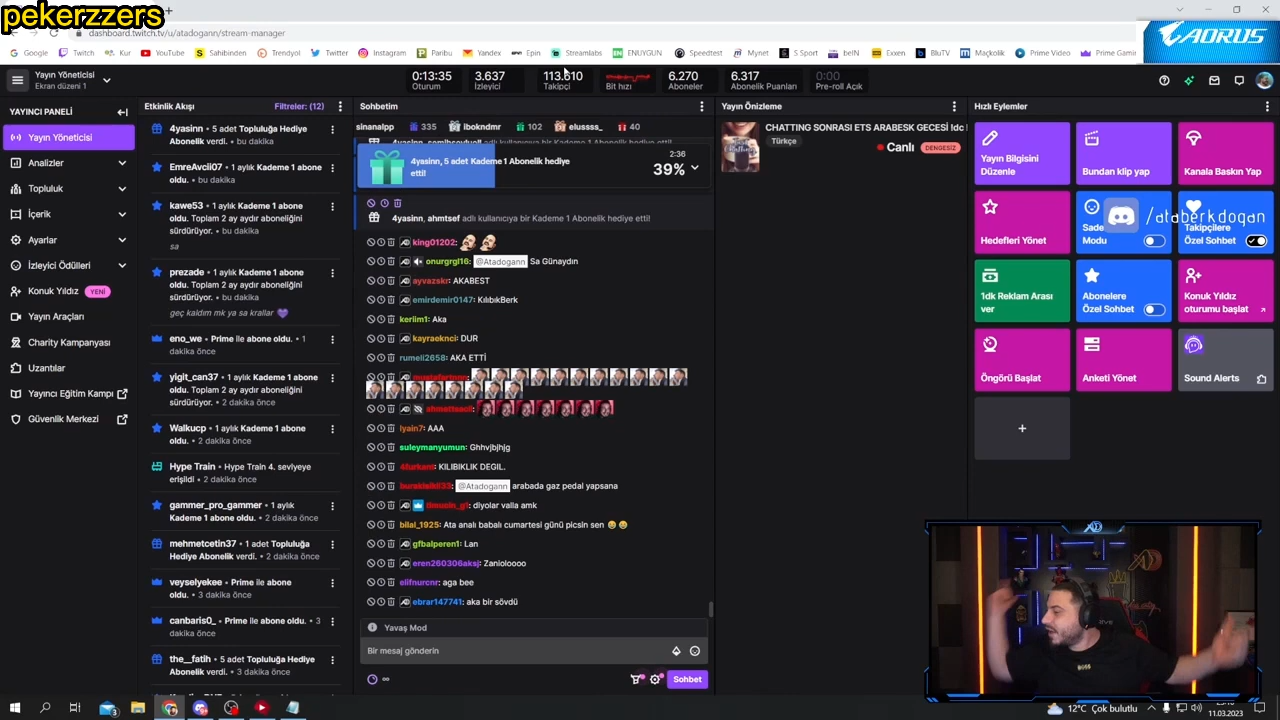 pekerzzers
dashboard.twitch.tv/u/atadogann/stream-manager
Google Twitch Kur YouTube Sahibinden Trendyol Twitter Instagram Paribu Yandex Epin Streamlabs ENUYGUN Speedtest Mynet S Sport beIN Exxen BluTV Maçkolik Prime Video Prime Gamin
AORUS
Yayın Yöneticisi
Ekran düzeni 1
0:13:35 3.637 113.610 6.270 6.317 0:00
Oturum İzleyici Takipçi Bit hızı Aboneler Abonelik Puanları Pre-roll Açık
YAYINCI PANELİ
Yayın Yöneticisi
Analizler
Topluluk
İçerik
Ayarlar
İzleyici Ödülleri
Konuk Yıldız YENİ
Yayın Araçları
Charity Kampanyası
Uzantılar
Yayıncı Eğitim Kampı
Güvenlik Merkezi
Etkinlik Akışı Filtreler: (12)
4yasinn • 5 adet Topluluğa Hediye
Abonelik verdi. • bu dakika
EmreAvcii07 • 1 aylık Kademe 1 abone
oldu. • bu dakika
kawe53 • 1 aylık Kademe 1 abone
oldu. Toplam 2 ay aydır aboneliğini
sürdürüyor. • bu dakika
sa
prezade • 1 aylık Kademe 1 abone
oldu. Toplam 2 ay aydır aboneliğini
sürdürüyor. • bu dakika
geç kaldım mk ya sa krallar 💜
eno_we • Prime ile abone oldu. • 1
dakika önce
yigit_can37 • 1 aylık Kademe 1 abone
oldu. Toplam 2 ay aydır aboneliğini
sürdürüyor. • 2 dakika önce
Walkucp • 1 aylık Kademe 1 abone
oldu. • 2 dakika önce
Hype Train • Hype Train 4. seviyeye
erişildi • 2 dakika önce
gammer_pro_gammer • 1 aylık
Kademe 1 abone oldu. • 2 dakika önce
mehmetcetin37 • 1 adet Topluluğa
Hediye Abonelik verdi. • 2 dakika önce
veyselyekee • Prime ile abone
oldu. • 3 dakika önce
canbaris0_ • Prime ile abone oldu. • 3
dakika önce
the__fatih • 5 adet Topluluğa Hediye
Abonelik verdi. • 3 dakika önce
Sohbetim
sinanalpp 335 ibokndmr 102 elussss_ 40
4yasinn, 5 adet Kademe 1 Abonelik hediye
etti!
2:36
39%
4yasinn, ahmtsef adlı kullanıcıya bir Kademe 1 Abonelik hediye etti!
king01202:
onurgrgl16: @Atadogann Sa Günaydın
ayvazskr: AKABEST
emirdemir0147: KılıbıkBerk
kerlim1: Aka
kayraeknci: DUR
rumeli2658: AKA ETTİ
lyain7: AAA
suleymanyumun: Ghhvjbjhjg
4lurkant: KILIBIKLIK DEGIL.
@Atadogann arabada gaz pedal yapsana
diyolar valla amk
bilal_1925: Ata analı babalı cumartesi günü picsin sen 😄 😄
gfbalperen1: Lan
eren260306aksj: Zanloloooo
elifnurcnr: aga bee
ebrar147741: aka bir sövdü
Yavaş Mod
Bir mesaj gönderin
Sohbet
Yayın Önizleme
CHATTING SONRASI ETS ARABESK GECESİ !dc
Türkçe
Canlı DENGESİZ
Hızlı Eylemler
Yayın Bilgisini
Düzenle
Bundan klip yap
Kanala Baskın Yap
Hedefleri Yönet
Sade
Modu
Takipçilere
Özel Sohbet
/ataberkdogan
1dk Reklam Arası
ver
Abonelere
Özel Sohbet
Konuk Yıldız
oturumu başlat
Öngörü Başlat
Anketi Yönet
Sound Alerts
BOSS
12°C Çok bulutlu
11.03.2023